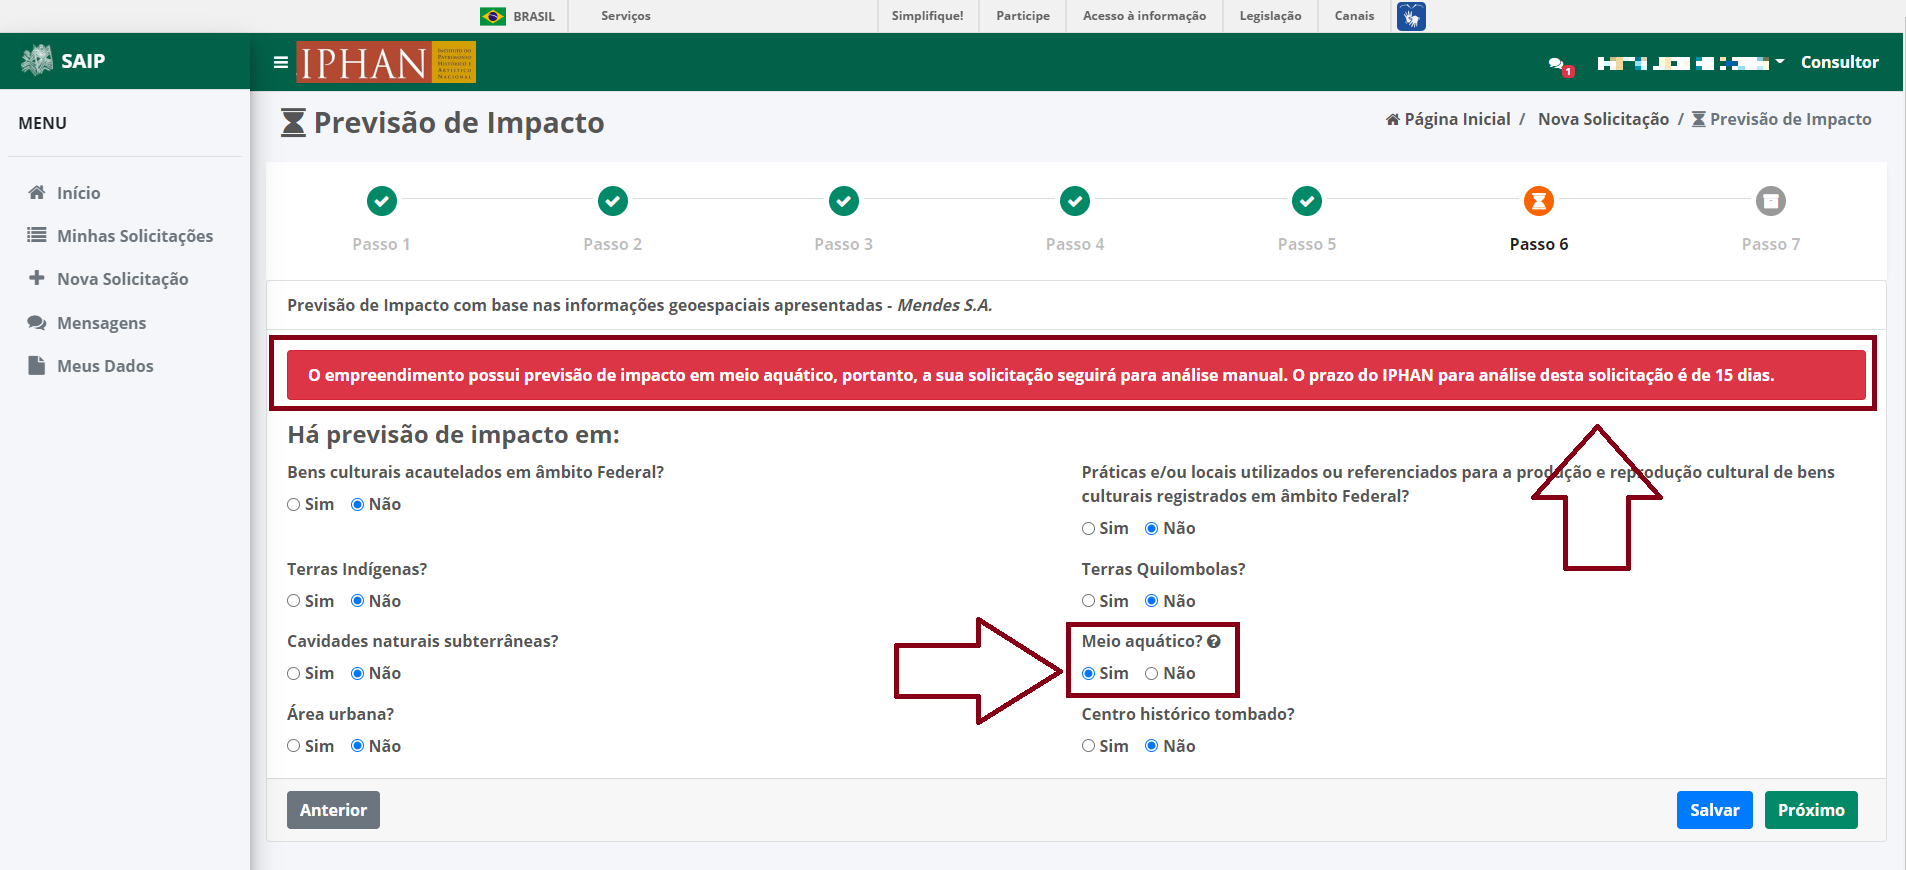 BRASIL
Serviços
Simplifique!
Participe
Acesso à informação
Legislação
Canais
SAIP
IPHAN
INSTITUTO DO
PATRIMÔNIO
HISTÓRICO E
ARTÍSTICO
NACIONAL
1
Consultor
MENU
Início
Minhas Solicitações
Nova Solicitação
Mensagens
Meus Dados
Previsão de Impacto
Página Inicial / Nova Solicitação / Previsão de Impacto
Passo 1
Passo 2
Passo 3
Passo 4
Passo 5
Passo 6
Passo 7
Previsão de Impacto com base nas informações geoespaciais apresentadas - Mendes S.A.
O empreendimento possui previsão de impacto em meio aquático, portanto, a sua solicitação seguirá para análise manual. O prazo do IPHAN para análise desta solicitação é de 15 dias.
Há previsão de impacto em:
Bens culturais acautelados em âmbito Federal?
Sim Não
Práticas e/ou locais utilizados ou referenciados para a produção e reprodução cultural de bens
culturais registrados em âmbito Federal?
Sim Não
Terras Indígenas?
Sim Não
Terras Quilombolas?
Sim Não
Cavidades naturais subterrâneas?
Sim Não
Meio aquático?
Sim Não
Área urbana?
Sim Não
Centro histórico tombado?
Sim Não
Anterior
Salvar
Próximo